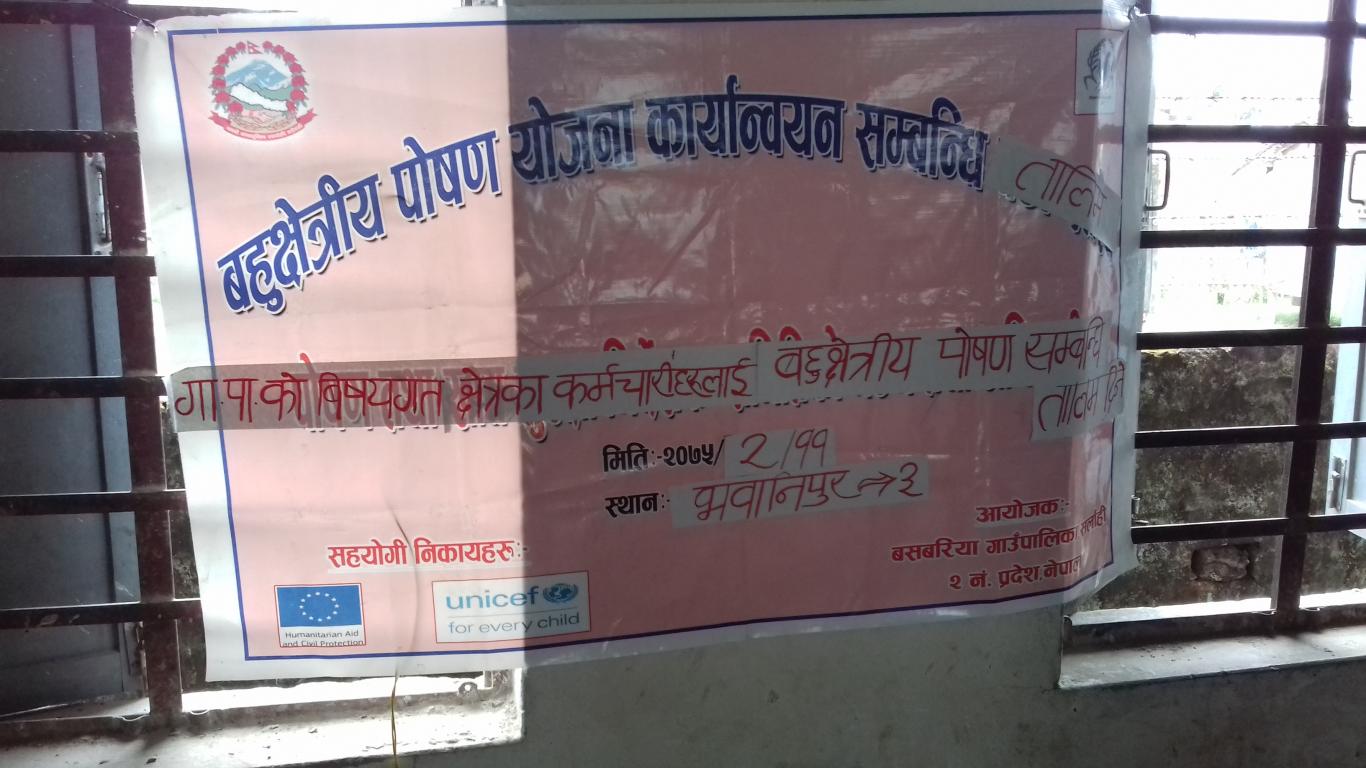 बहुक्षेत्रीय पोषण योजना कार्यान्वयन सम्बन्धि तालिम
गा.पा.को बिषयगत क्षेत्रका कर्मचारीहरुलाई बहुक्षेत्रीय पोषण सम्बन्धि
तालिम
मितिः-२०७५/२/११
स्थानः- भवानिपुर → ३
आयोजकः-
बसबरिया गाउँपालिका सर्लाही
२ नं. प्रदेश, नेपाल
सहयोगी निकायहरूः-
Humanitarian Aid
and Civil Protection
unicef
for every child